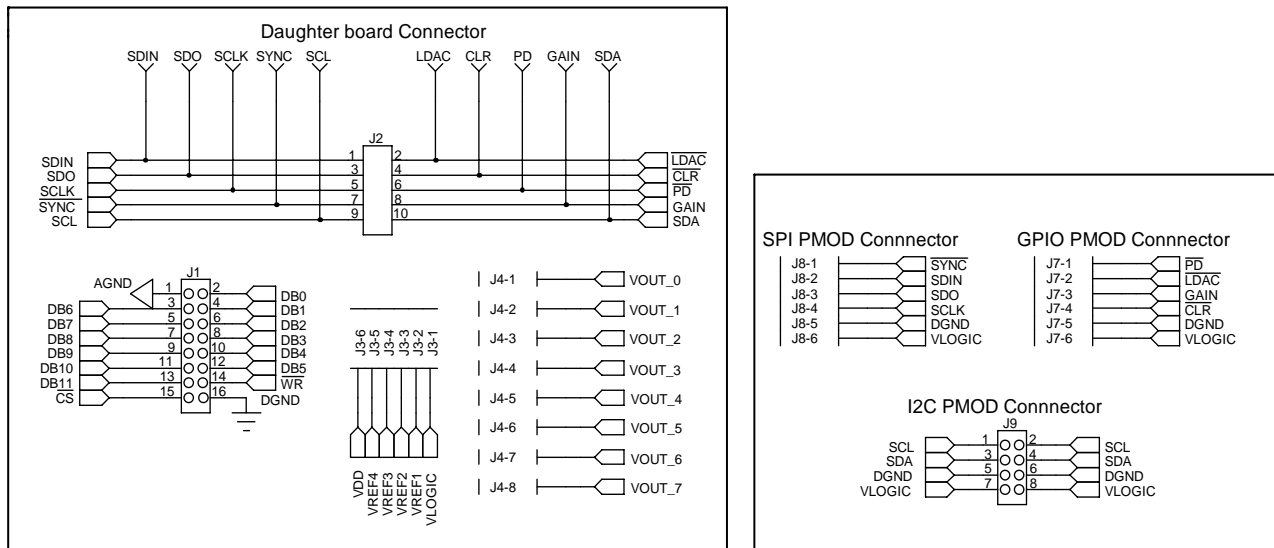 Daughter board Connector
SDIN SDO SCLK SYNC SCL LDAC CLR PD GAIN SDA
J2
SDIN 1 2 LDAC
SDO 3 4 CLR
SCLK 5 6 PD
SYNC 7 8 GAIN
SCL 9 10 SDA
J1
AGND 1 2 DB0
DB6 3 4 DB1
DB7 5 6 DB2
DB8 7 8 DB3
DB9 9 10 DB4
DB10 11 12 DB5
DB11 13 14 WR
CS 15 16 DGND
J3-6 J3-5 J3-4 J3-3 J3-2 J3-1
VDD VREF4 VREF3 VREF2 VREF1 VLOGIC
J4-1 VOUT_0
J4-2 VOUT_1
J4-3 VOUT_2
J4-4 VOUT_3
J4-5 VOUT_4
J4-6 VOUT_5
J4-7 VOUT_6
J4-8 VOUT_7
SPI PMOD Connnector
J8-1 SYNC
J8-2 SDIN
J8-3 SDO
J8-4 SCLK
J8-5 DGND
J8-6 VLOGIC
GPIO PMOD Connnector
J7-1 PD
J7-2 LDAC
J7-3 GAIN
J7-4 CLR
J7-5 DGND
J7-6 VLOGIC
I2C PMOD Connnector
J9
SCL 1 2 SCL
SDA 3 4 SDA
DGND 5 6 DGND
VLOGIC 7 8 VLOGIC